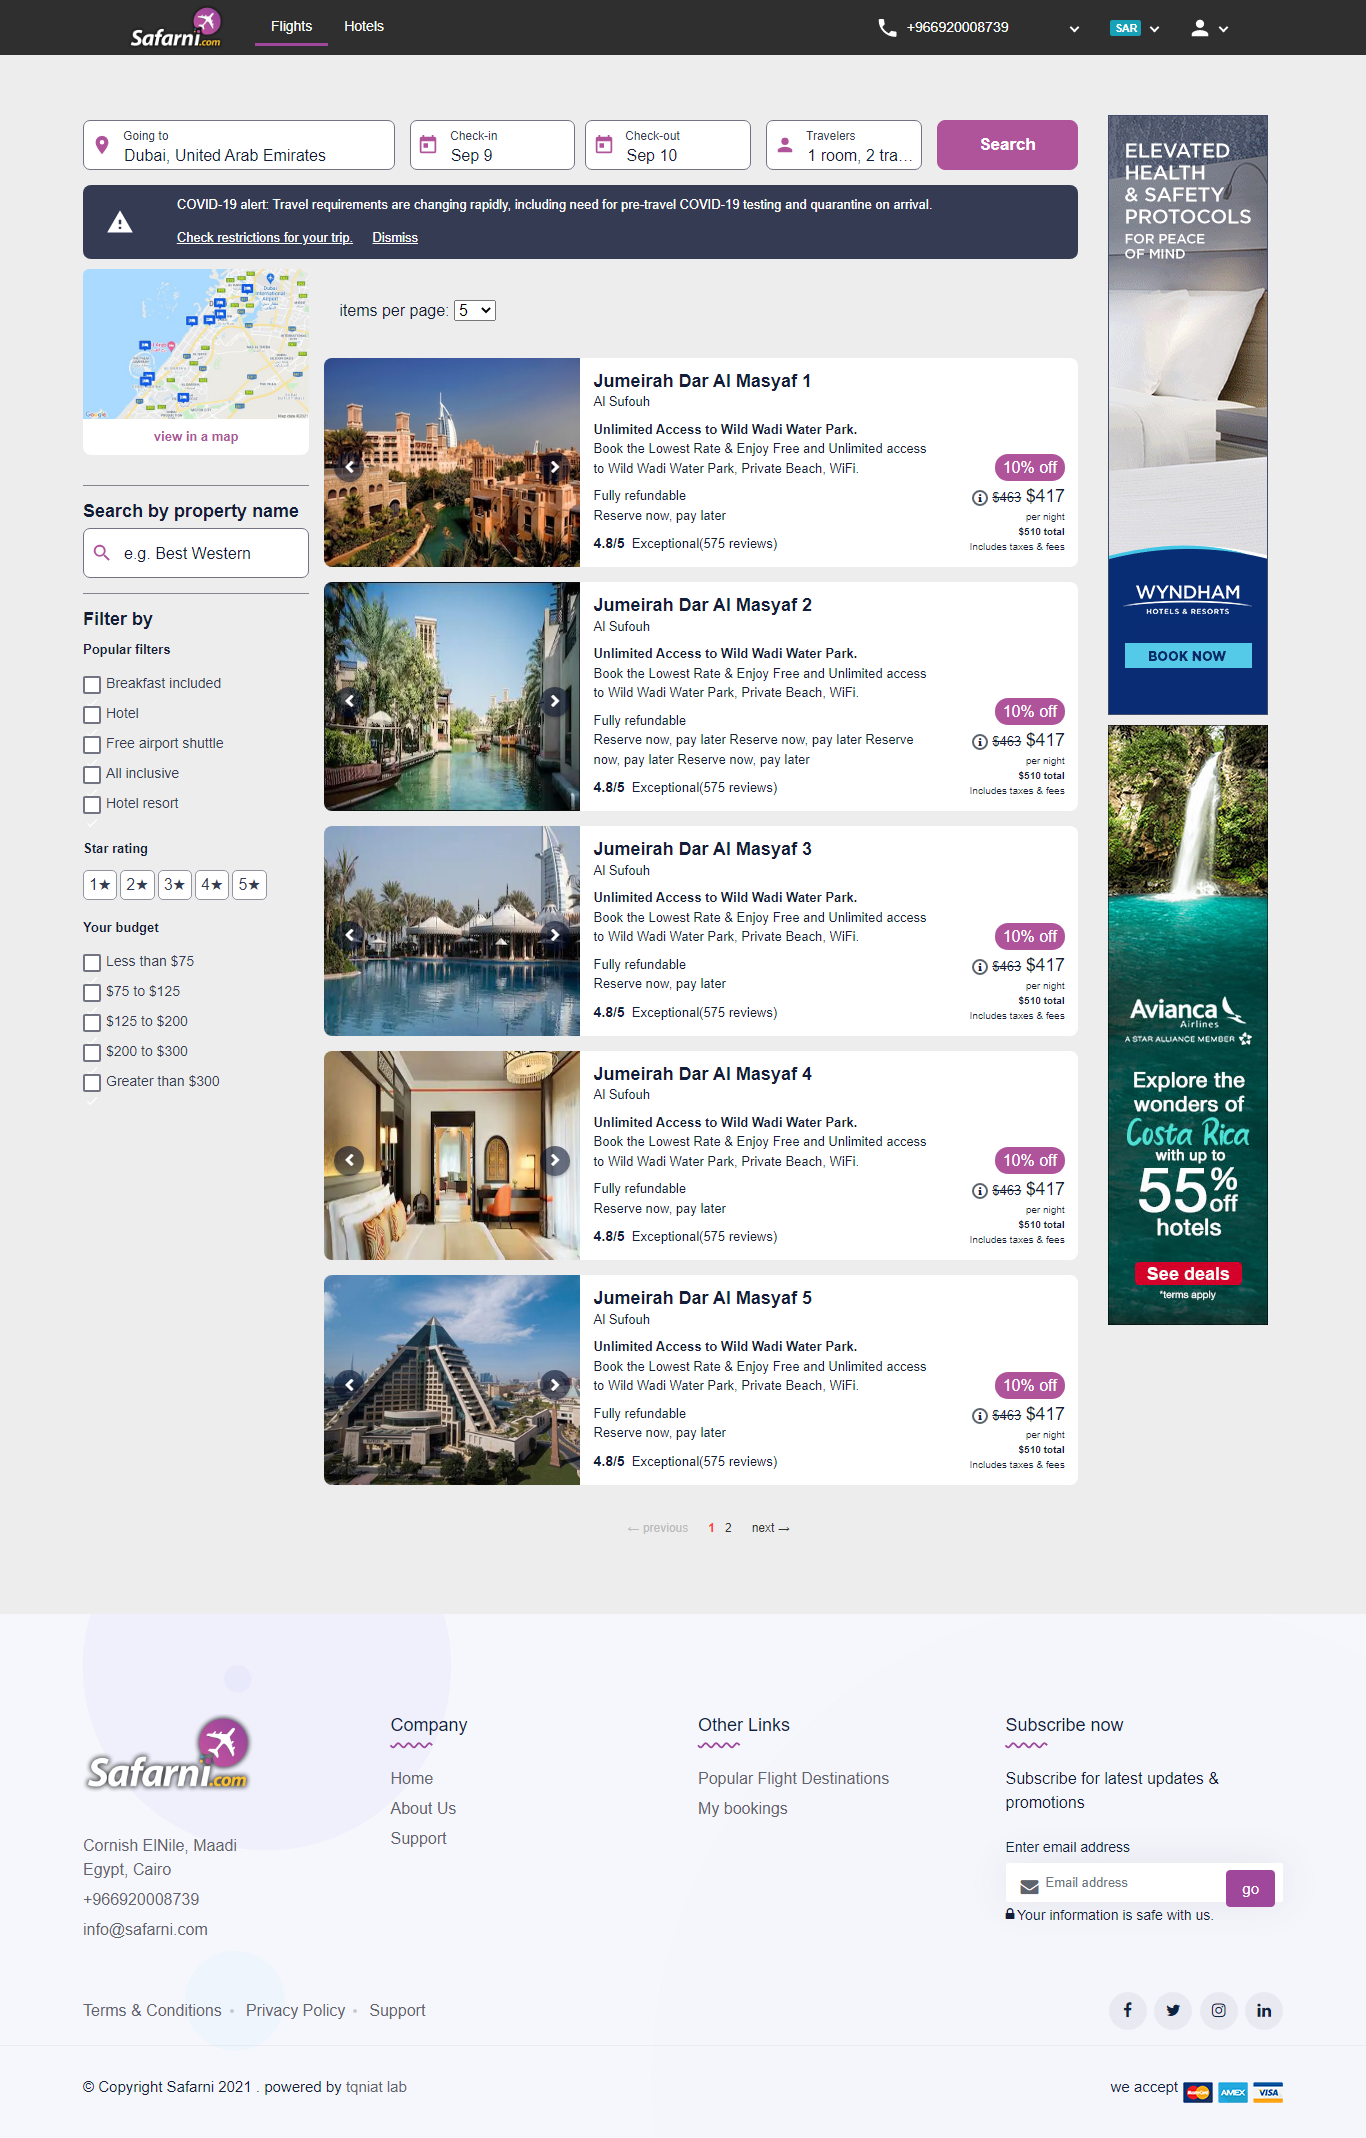 Safarni.com
Flights
Hotels
+966920008739
SAR
Going to
Dubai, United Arab Emirates
Check-in
Sep 9
Check-out
Sep 10
Travelers
1 room, 2 tra...
Search
COVID-19 alert: Travel requirements are changing rapidly, including need for pre-travel COVID-19 testing and quarantine on arrival.
Check restrictions for your trip.
Dismiss
view in a map
Search by property name
e.g. Best Western
Filter by
Popular filters
Breakfast included
Hotel
Free airport shuttle
All inclusive
Hotel resort
Star rating
1★ 2★ 3★ 4★ 5★
Your budget
Less than $75
$75 to $125
$125 to $200
$200 to $300
Greater than $300
items per page: 5
Jumeirah Dar Al Masyaf 1
Al Sufouh
Unlimited Access to Wild Wadi Water Park.
Book the Lowest Rate & Enjoy Free and Unlimited access
to Wild Wadi Water Park, Private Beach, WiFi.
Fully refundable
Reserve now, pay later
4.8/5 Exceptional(575 reviews)
10% off
$463 $417
per night
$510 total
Includes taxes & fees
Jumeirah Dar Al Masyaf 2
Al Sufouh
Unlimited Access to Wild Wadi Water Park.
Book the Lowest Rate & Enjoy Free and Unlimited access
to Wild Wadi Water Park, Private Beach, WiFi.
Fully refundable
Reserve now, pay later Reserve now, pay later Reserve
now, pay later Reserve now, pay later
4.8/5 Exceptional(575 reviews)
10% off
$463 $417
per night
$510 total
Includes taxes & fees
Jumeirah Dar Al Masyaf 3
Al Sufouh
Unlimited Access to Wild Wadi Water Park.
Book the Lowest Rate & Enjoy Free and Unlimited access
to Wild Wadi Water Park, Private Beach, WiFi.
Fully refundable
Reserve now, pay later
4.8/5 Exceptional(575 reviews)
10% off
$463 $417
per night
$510 total
Includes taxes & fees
Jumeirah Dar Al Masyaf 4
Al Sufouh
Unlimited Access to Wild Wadi Water Park.
Book the Lowest Rate & Enjoy Free and Unlimited access
to Wild Wadi Water Park, Private Beach, WiFi.
Fully refundable
Reserve now, pay later
4.8/5 Exceptional(575 reviews)
10% off
$463 $417
per night
$510 total
Includes taxes & fees
Jumeirah Dar Al Masyaf 5
Al Sufouh
Unlimited Access to Wild Wadi Water Park.
Book the Lowest Rate & Enjoy Free and Unlimited access
to Wild Wadi Water Park, Private Beach, WiFi.
Fully refundable
Reserve now, pay later
4.8/5 Exceptional(575 reviews)
10% off
$463 $417
per night
$510 total
Includes taxes & fees
← previous 1 2 next →
ELEVATED
HEALTH
& SAFETY
PROTOCOLS
FOR PEACE
OF MIND
WYNDHAM
HOTELS & RESORTS
BOOK NOW
Avianca
Airlines
A STAR ALLIANCE MEMBER
Explore the
wonders of
Costa Rica
with up to
55% off
hotels
See deals
*terms apply
Safarni.com
Cornish ElNile, Maadi
Egypt, Cairo
+966920008739
info@safarni.com
Company
Home
About Us
Support
Other Links
Popular Flight Destinations
My bookings
Subscribe now
Subscribe for latest updates &
promotions
Enter email address
Email address
go
Your information is safe with us.
Terms & Conditions • Privacy Policy • Support
© Copyright Safarni 2021 . powered by tqniat lab
we accept
MasterCard
AMEX
VISA